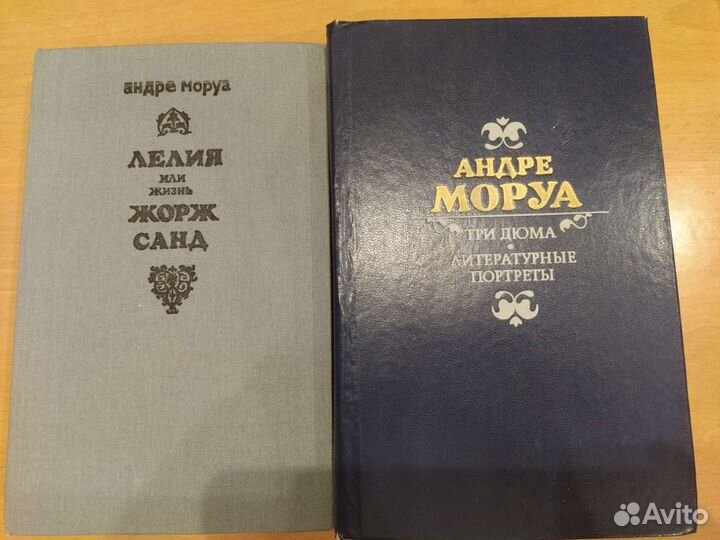 андре моруа
ЛЕЛИЯ
или
жизнь
ЖОРЖ
САНД
АНДРЕ
МОРУА
ТРИ ДЮМА
•
ЛИТЕРАТУРНЫЕ
ПОРТРЕТЫ
Avito